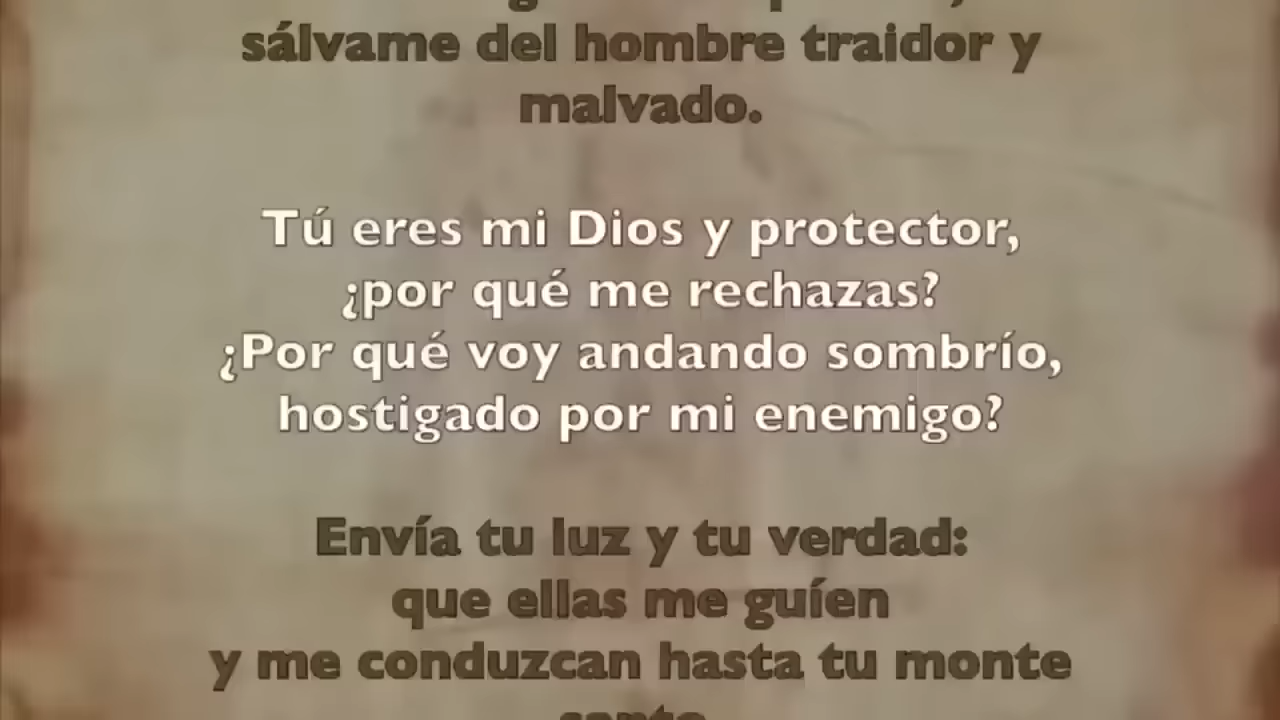 sálvame del hombre traidor y
malvado.
Tú eres mi Dios y protector,
¿por qué me rechazas?
¿Por qué voy andando sombrío,
hostigado por mi enemigo?
Envía tu luz y tu verdad:
que ellas me guíen
y me conduzcan hasta tu monte